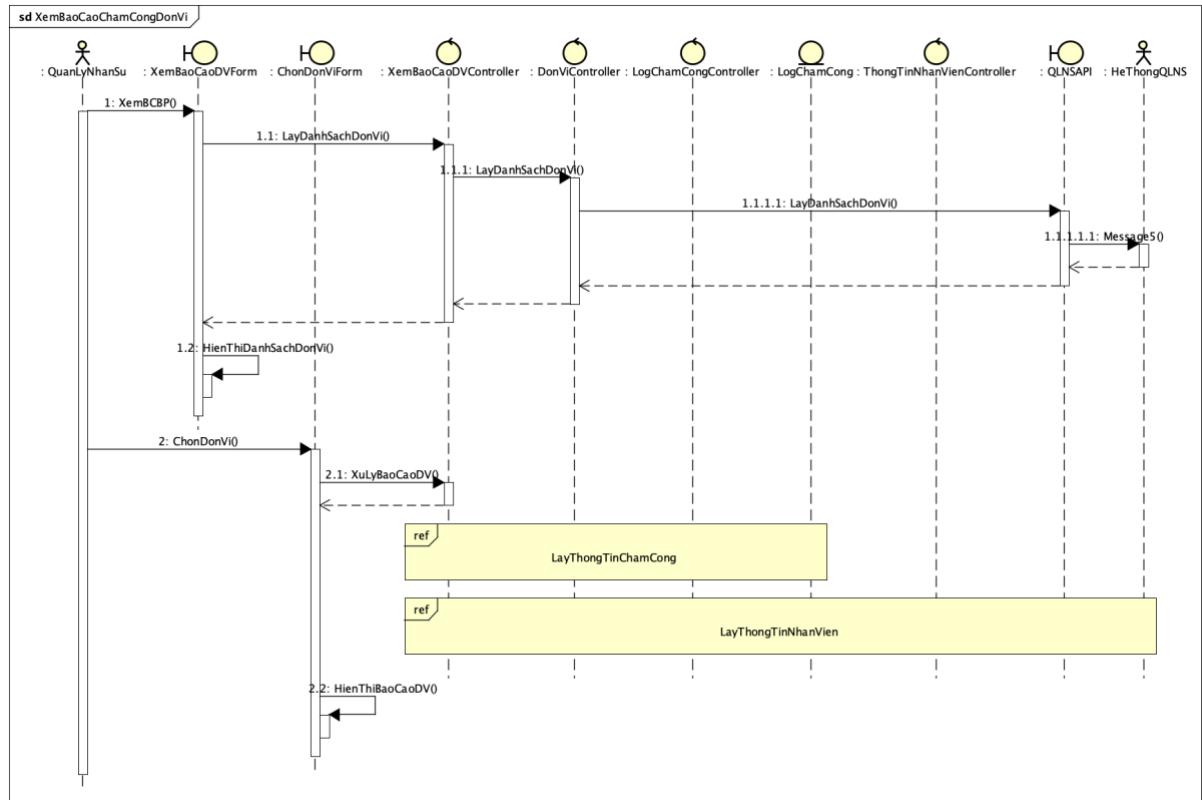 sd XemBaoCaoChamCongDonVi
: QuanLyNhanSu
: XemBaoCaoDVForm
: ChonDonViForm
: XemBaoCaoDVController
: DonViController
: LogChamCongController
: LogChamCong
: ThongTinNhanVienController
: QLNSAPI
: HeThongQLNS
1: XemBCBP()
1.1: LayDanhSachDonVi()
1.1.1: LayDanhSachDonVi()
1.1.1.1: LayDanhSachDonVi()
1.1.1.1.1: Message5()
1.2: HienThiDanhSachDonVi()
2: ChonDonVi()
2.1: XuLyBaoCaoDV()
ref
LayThongTinChamCong
ref
LayThongTinNhanVien
2.2: HienThiBaoCaoDV()